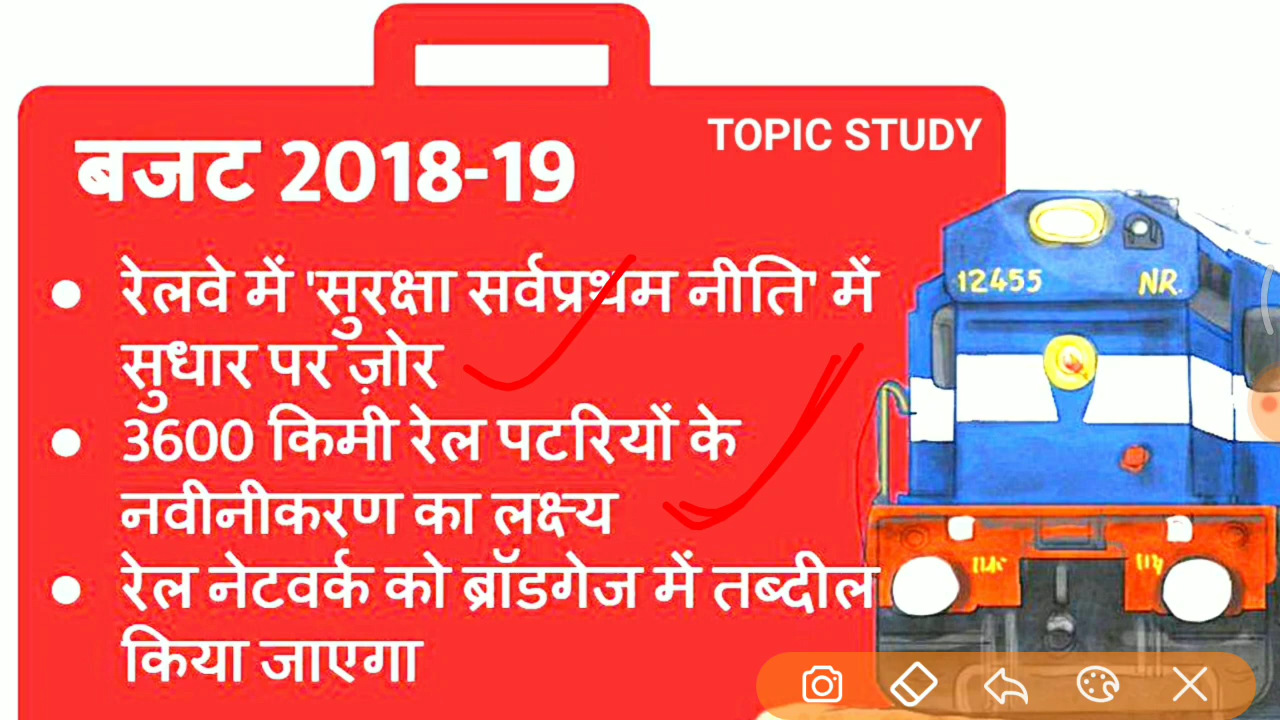 TOPIC STUDY
बजट 2018-19
• रेलवे में 'सुरक्षा सर्वप्रथम नीति' में
सुधार पर ज़ोर
• 3600 किमी रेल पटरियों के
नवीनीकरण का लक्ष्य
• रेल नेटवर्क को ब्रॉडगेज में तब्दील
किया जाएगा
12455 NR.